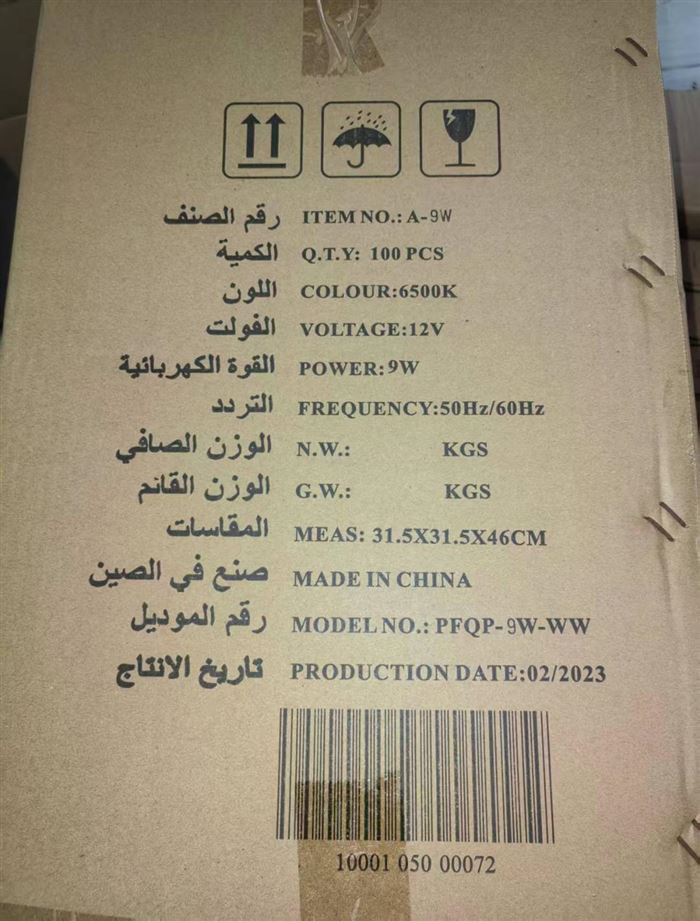 رقم الصنف ITEM NO.: A-9W
الكمية Q.T.Y: 100 PCS
اللون COLOUR:6500K
الفولت VOLTAGE:12V
القوة الكهربائية POWER:9W
التردد FREQUENCY:50Hz/60Hz
الوزن الصافي N.W.: KGS
الوزن القائم G.W.: KGS
المقاسات MEAS: 31.5X31.5X46CM
صنع في الصين MADE IN CHINA
رقم الموديل MODEL NO.: PFQP-9W-WW
تاريخ الانتاج PRODUCTION DATE:02/2023
10001 050 00072